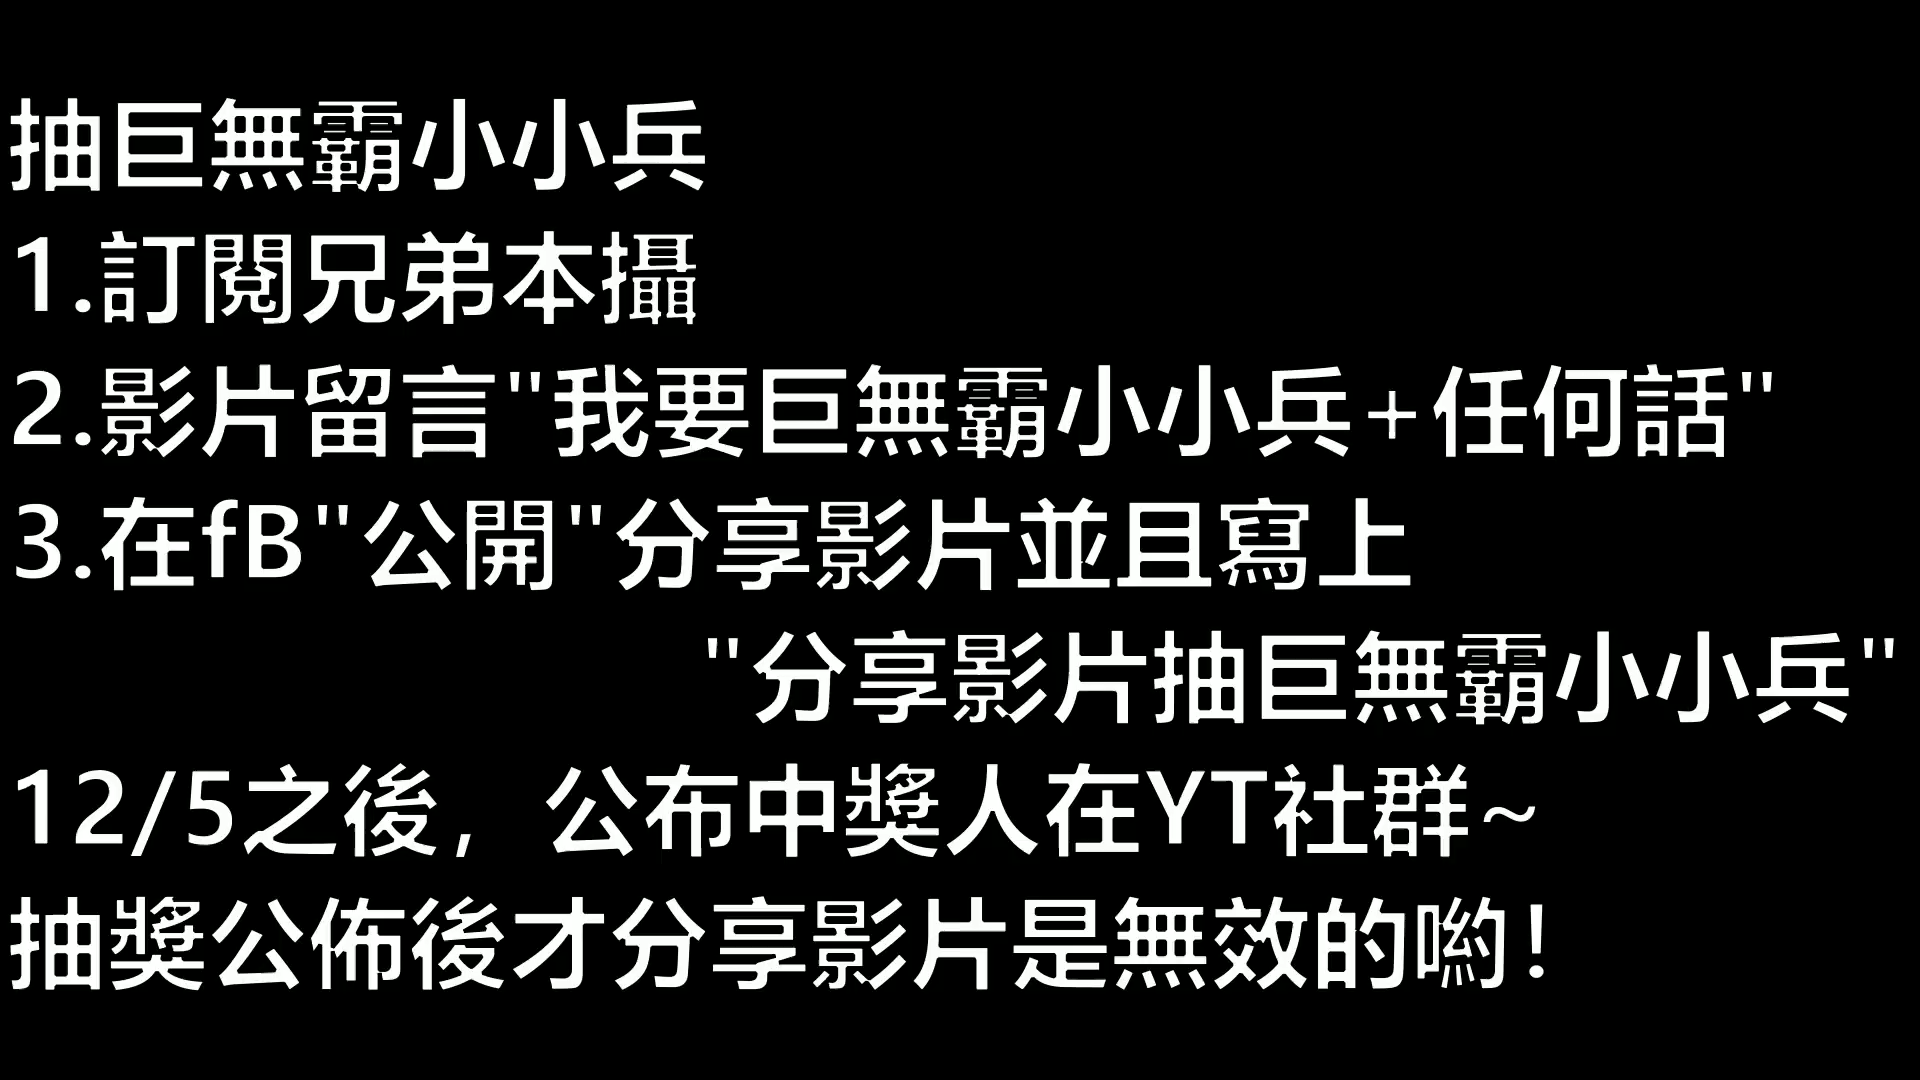 抽巨無霸小小兵
1.訂閱兄弟本攝
2.影片留言"我要巨無霸小小兵+任何話"
3.在fB"公開"分享影片並且寫上
"分享影片抽巨無霸小小兵"
12/5之後，公布中獎人在YT社群~
抽獎公佈後才分享影片是無效的喲！